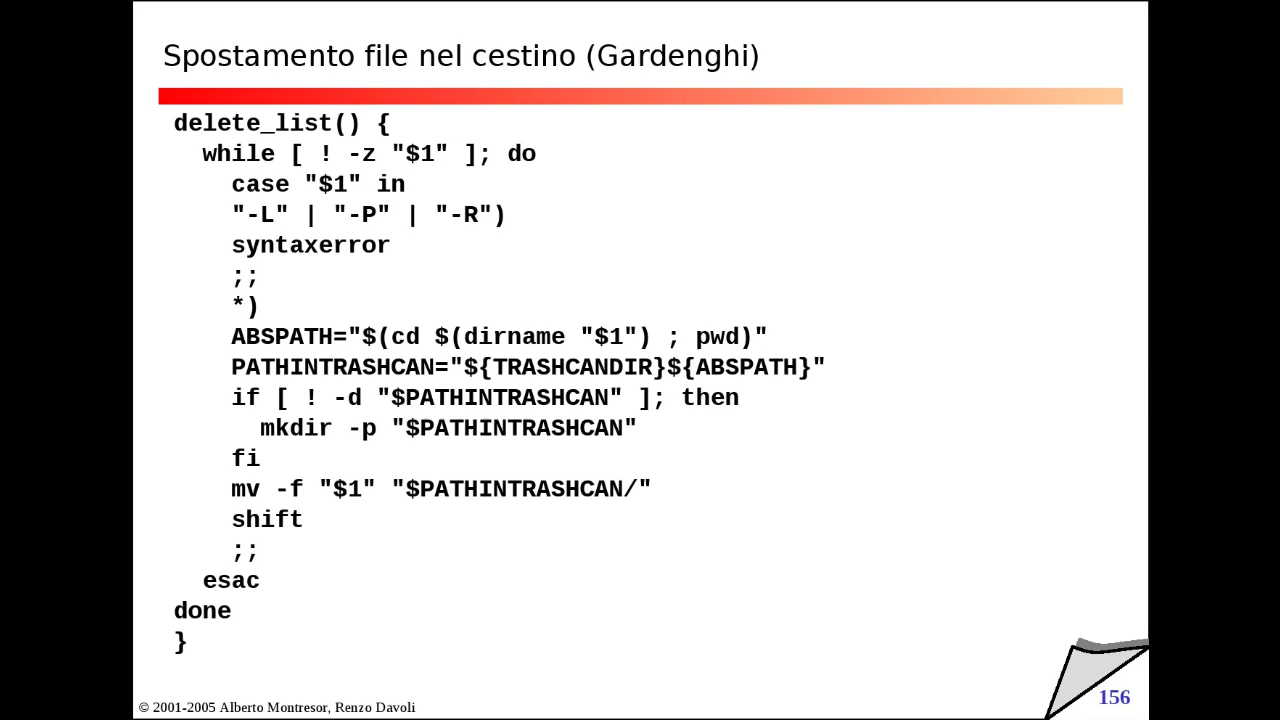 Spostamento file nel cestino (Gardenghi)
delete_list() {
  while [ ! -z "$1" ]; do
    case "$1" in
    "-L" | "-P" | "-R")
    syntaxerror
    ;;
    *)
    ABSPATH="$(cd $(dirname "$1") ; pwd)"
    PATHINTRASHCAN="${TRASHCANDIR}${ABSPATH}"
    if [ ! -d "$PATHINTRASHCAN" ]; then
      mkdir -p "$PATHINTRASHCAN"
    fi
    mv -f "$1" "$PATHINTRASHCAN/"
    shift
    ;;
  esac
done
}
© 2001-2005 Alberto Montresor, Renzo Davoli
156